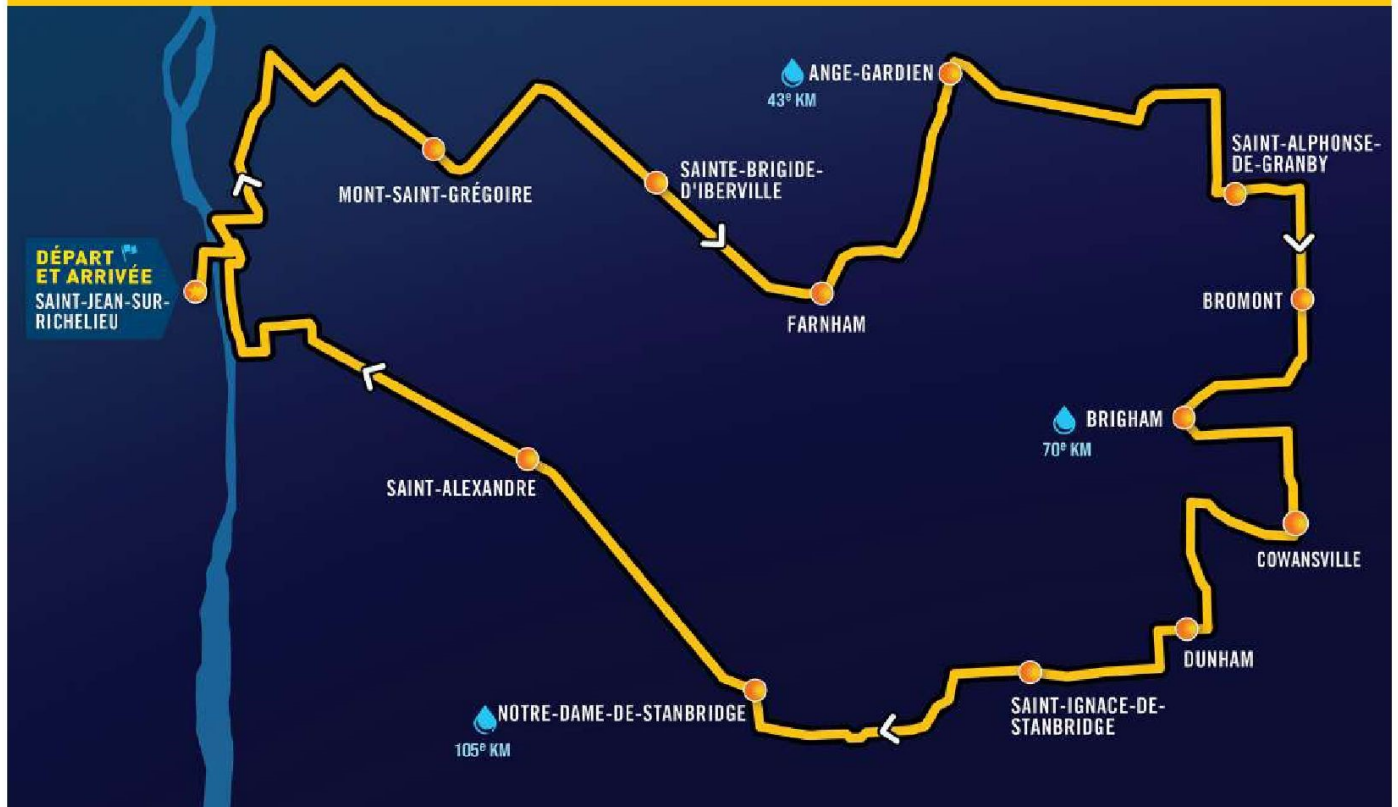 ANGE-GARDIEN
43e KM
SAINT-ALPHONSE-
DE-GRANBY
SAINTE-BRIGIDE-
D'IBERVILLE
MONT-SAINT-GRÉGOIRE
DÉPART
ET ARRIVÉE
SAINT-JEAN-SUR-
RICHELIEU
FARNHAM
BROMONT
BRIGHAM
70e KM
SAINT-ALEXANDRE
COWANSVILLE
DUNHAM
SAINT-IGNACE-DE-
STANBRIDGE
NOTRE-DAME-DE-STANBRIDGE
105e KM